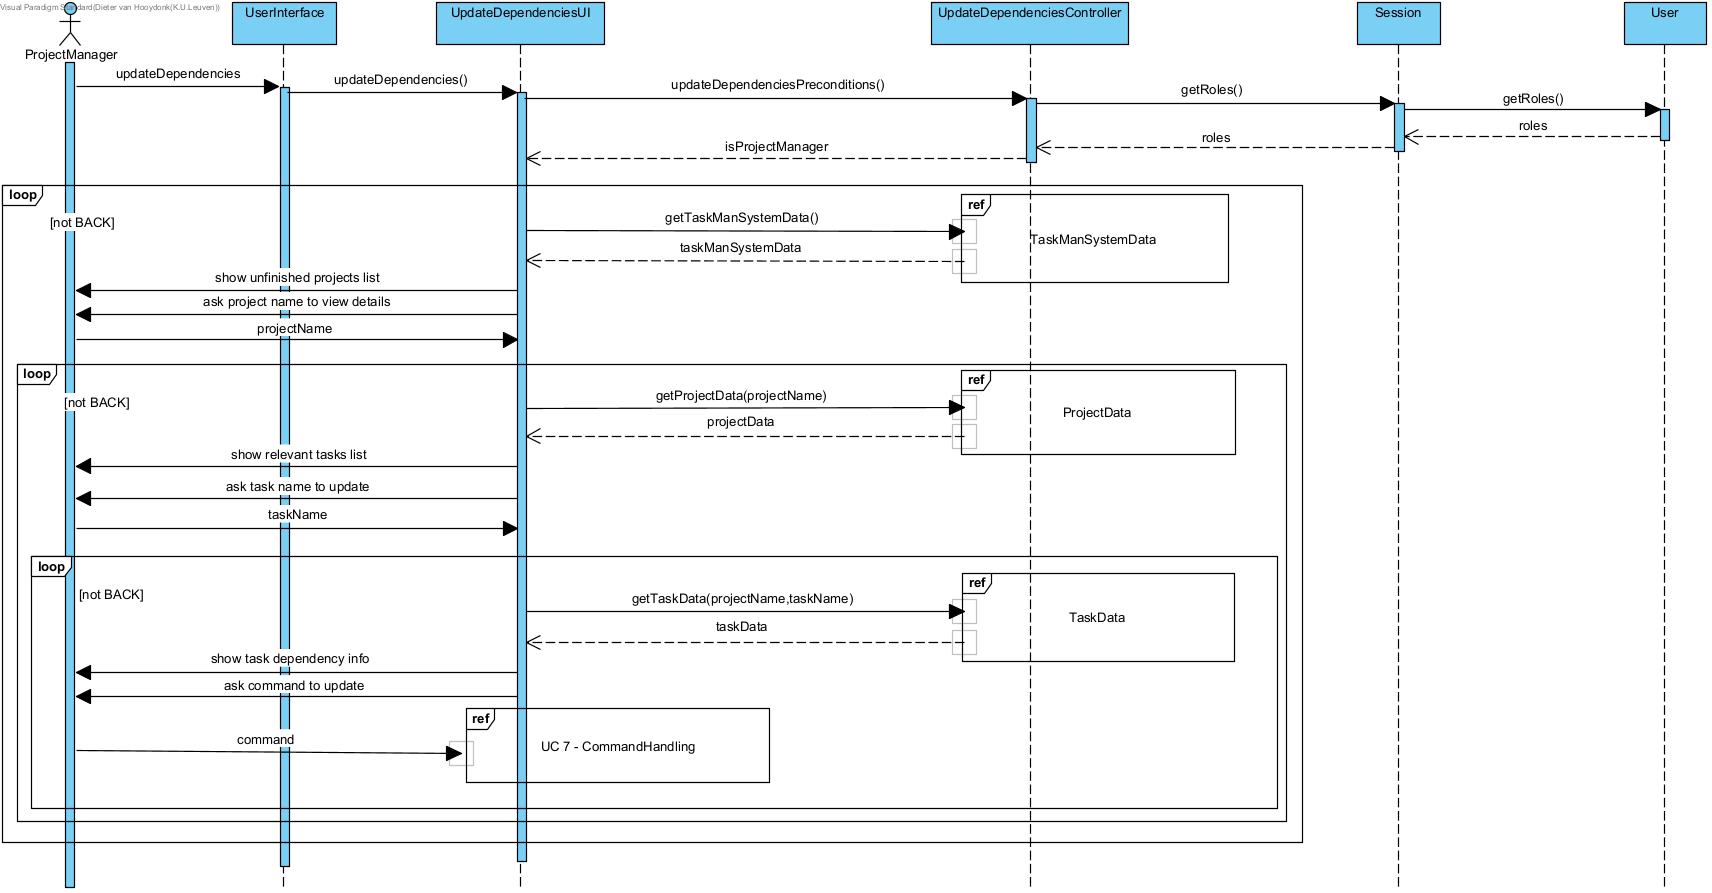 Visual Paradigm Standard(Dieter van Hooydonk(K.U.Leuven))
ProjectManager
UserInterface
UpdateDependenciesUI
UpdateDependenciesController
Session
User
updateDependencies
updateDependencies()
updateDependenciesPreconditions()
getRoles()
getRoles()
roles
roles
isProjectManager
loop
[not BACK]
ref
TaskManSystemData
getTaskManSystemData()
taskManSystemData
show unfinished projects list
ask project name to view details
projectName
loop
[not BACK]
ref
ProjectData
getProjectData(projectName)
projectData
show relevant tasks list
ask task name to update
taskName
loop
[not BACK]
ref
TaskData
getTaskData(projectName,taskName)
taskData
show task dependency info
ask command to update
ref
UC 7 - CommandHandling
command